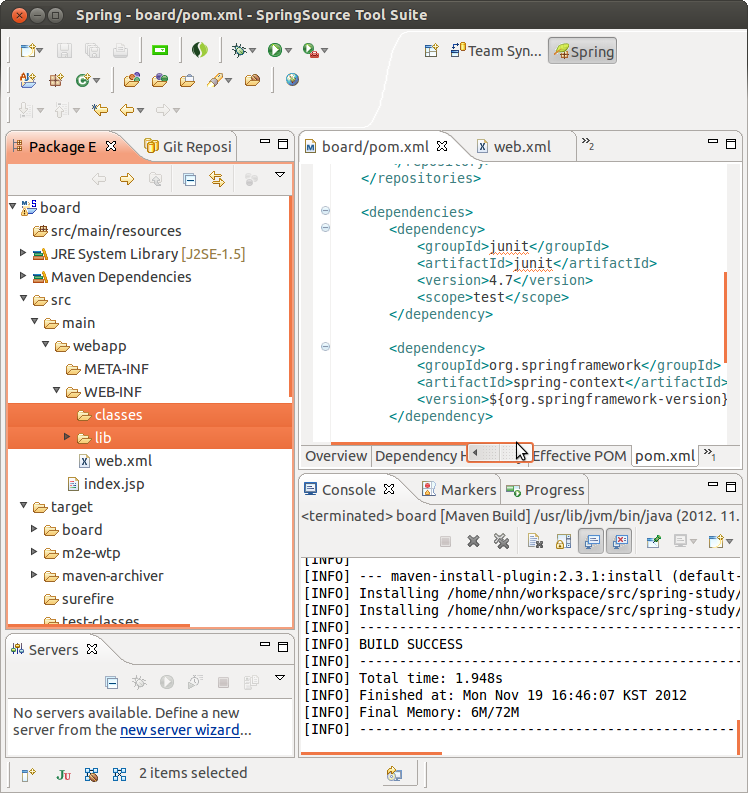 Spring - board/pom.xml - SpringSource Tool Suite
Team Syn...
Spring
Package E
Git Reposi
board
src/main/resources
JRE System Library [J2SE-1.5]
Maven Dependencies
src
main
webapp
META-INF
WEB-INF
classes
lib
web.xml
index.jsp
target
board
m2e-wtp
maven-archiver
surefire
test-classes
Servers
No servers available. Define a new
server from the new server wizard...
board/pom.xml
web.xml
»2
</repository>
</repositories>
<dependencies>
<dependency>
<groupId>junit</groupId>
<artifactId>junit</artifactId>
<version>4.7</version>
<scope>test</scope>
</dependency>
<dependency>
<groupId>org.springframework</groupId>
<artifactId>spring-context</artifactId>
<version>${org.springframework-version}
</dependency>
Overview
Dependency H
Effective POM
pom.xml
»1
Console
Markers
Progress
<terminated> board [Maven Build] /usr/lib/jvm/bin/java (2012. 11.
[INFO]
[INFO] --- maven-install-plugin:2.3.1:install (default-
[INFO] Installing /home/nhn/workspace/src/spring-study/
[INFO] Installing /home/nhn/workspace/src/spring-study/
[INFO] ------------------------------------------------
[INFO] BUILD SUCCESS
[INFO] ------------------------------------------------
[INFO] Total time: 1.948s
[INFO] Finished at: Mon Nov 19 16:46:07 KST 2012
[INFO] Final Memory: 6M/72M
[INFO] ------------------------------------------------
Ju
2 items selected